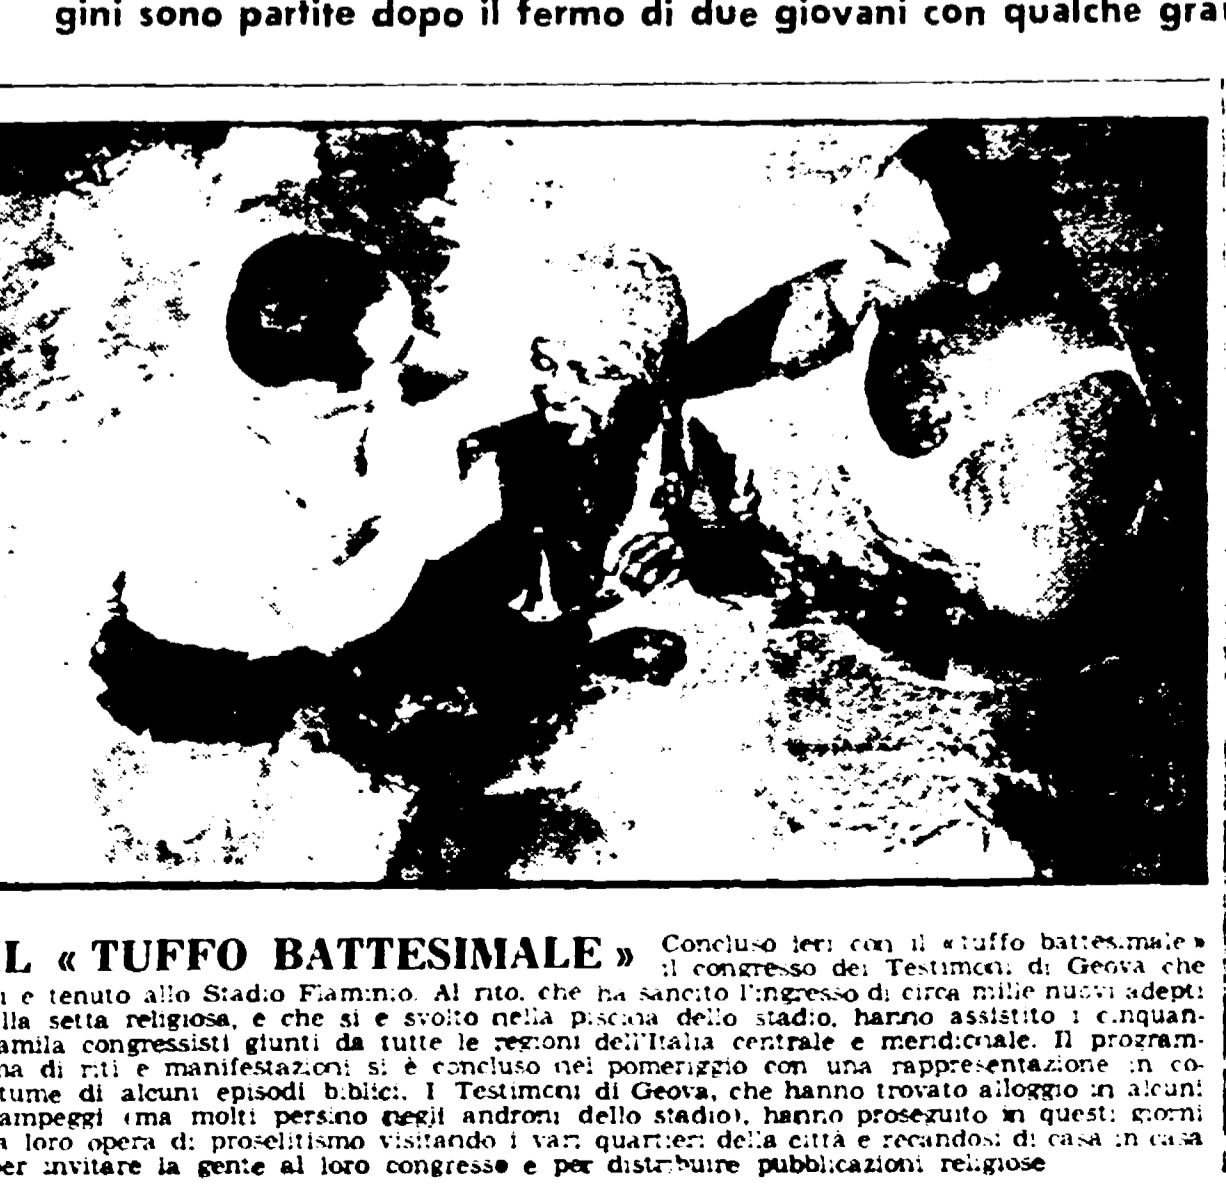 gini sono partite dopo il fermo di due giovani con qualche gra
IL « TUFFO BATTESIMALE » Concluso ieri con il «tuffo battesimale»
il congresso dei Testimoni di Geova che
i è tenuto allo Stadio Flaminio. Al rito, che ha sancito l'ingresso di circa mille nuovi adepti
lla setta religiosa, e che si è svolto nella piscina dello stadio, hanno assistito i cinquan-
amila congressisti giunti da tutte le regioni dell'Italia centrale e meridionale. Il program-
ma di riti e manifestazioni si è concluso nel pomeriggio con una rappresentazione in co-
tume di alcuni episodi biblici. I Testimoni di Geova, che hanno trovato alloggio in alcuni
ampeggi (ma molti persino negli androni dello stadio), hanno proseguito in questi giorni
a loro opera di proselitismo visitando i vari quartieri della città e recandosi di casa in casa
per invitare la gente al loro congresso e per distribuire pubblicazioni religiose